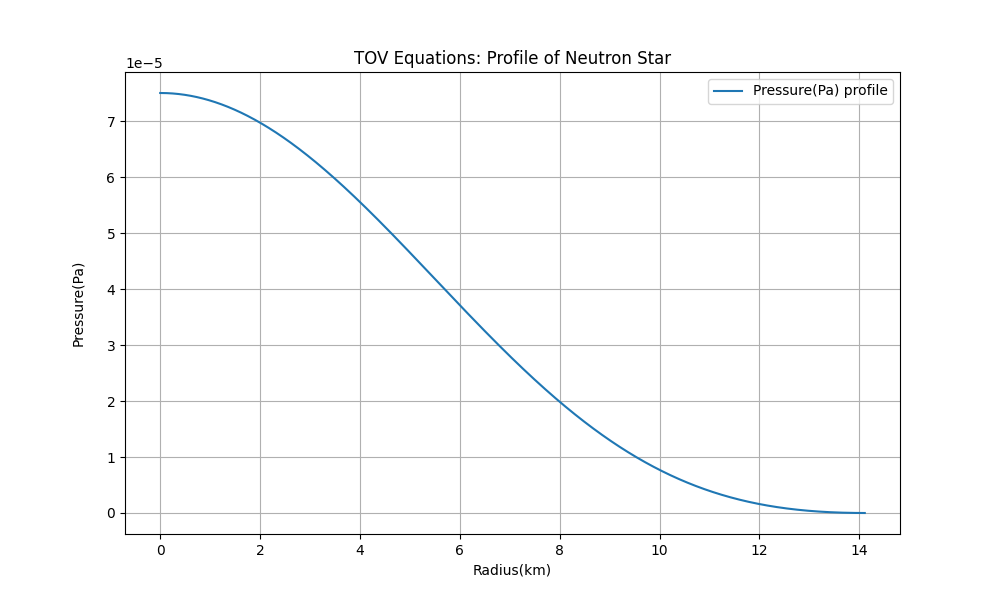 TOV Equations: Profile of Neutron Star
1e−5
Pressure(Pa) profile
7
6
5
4
3
2
1
0
Pressure(Pa)
0 2 4 6 8 10 12 14
Radius(km)